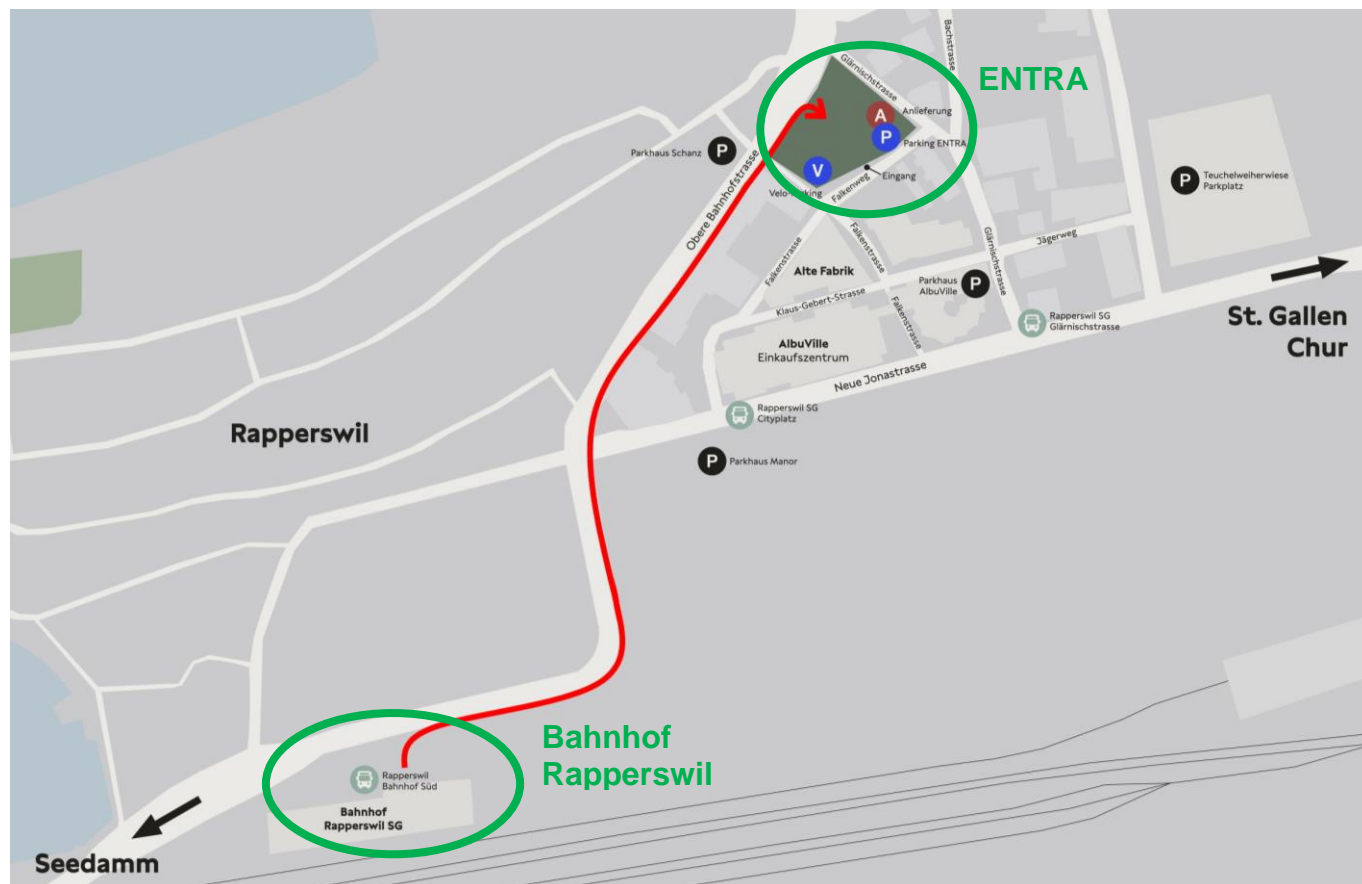 Bachstrasse
ENTRA
Glärnischstrasse
Anlieferung
A
P
Parking ENTRA
Parkhaus Schanz
P
V
Eingang
Velo-Parking
Falkenweg
P
Teuchelweiherwiese
Parkplatz
Obere Bahnhofstrasse
Falkenstrasse
Falkenstrasse
Glärnischstrasse
Jägerweg
Alte Fabrik
Parkhaus
AlbuVille
P
Klaus-Gebert-Strasse
Falkenstrasse
Rapperswil SG
Glärnischstrasse
St. Gallen
Chur
AlbuVille
Einkaufszentrum
Neue Jonastrasse
Rapperswil SG
Cityplatz
Rapperswil
P
Parkhaus Manor
Bahnhof
Rapperswil
Rapperswil
Bahnhof Süd
Bahnhof
Rapperswil SG
Seedamm